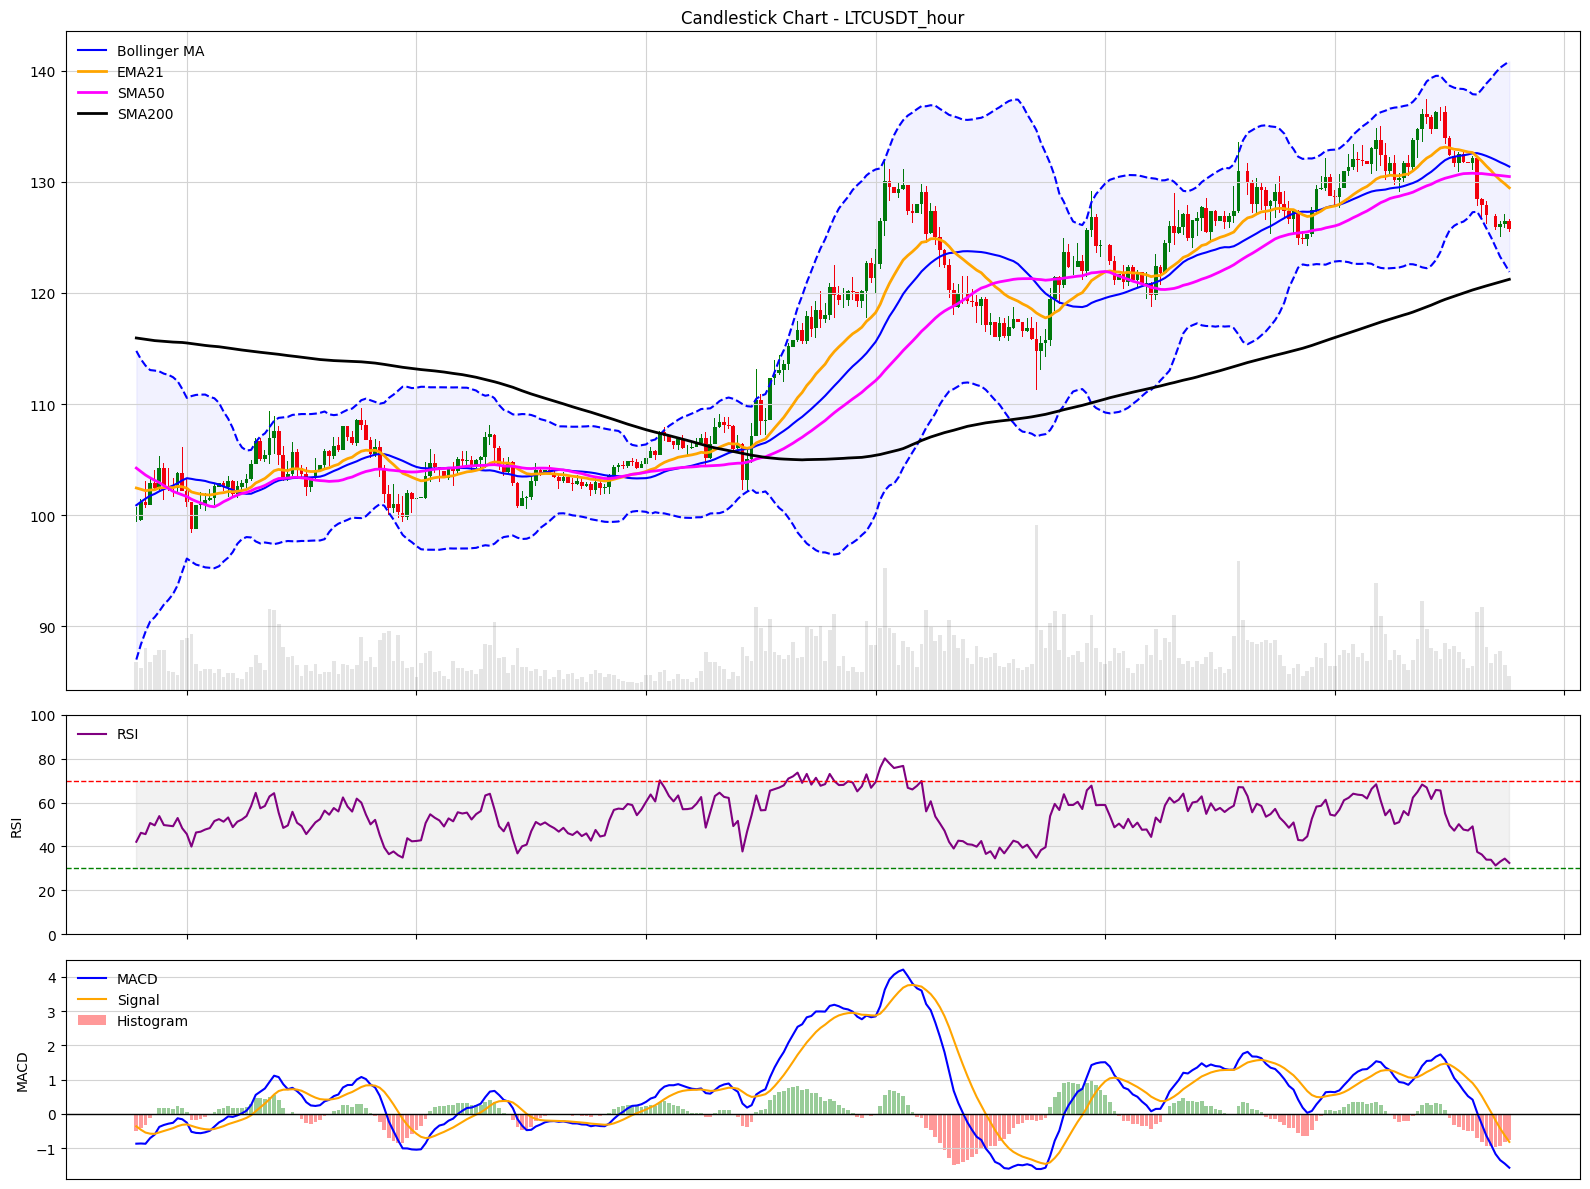 Candlestick Chart - LTCUSDT_hour
Bollinger MA
EMA21
SMA50
SMA200
140
130
120
110
100
90
RSI
100
80
60
40
20
0
RSI
MACD
Signal
Histogram
4
3
2
1
0
−1
MACD